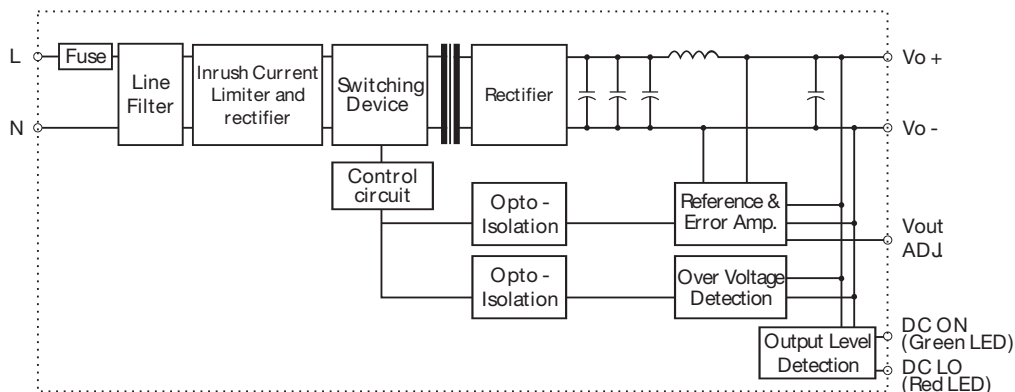 L
Fuse
Line
Filter
Inrush Current
Limiter and
rectifier
Switching
Device
Rectifier
Vo +
N
Vo -
Control
circuit
Opto -
Isolation
Reference &
Error Amp.
Vout
ADJ.
Opto -
Isolation
Over Voltage
Detection
Output Level
Detection
DC ON
(Green LED)
DC LO
(Red LED)